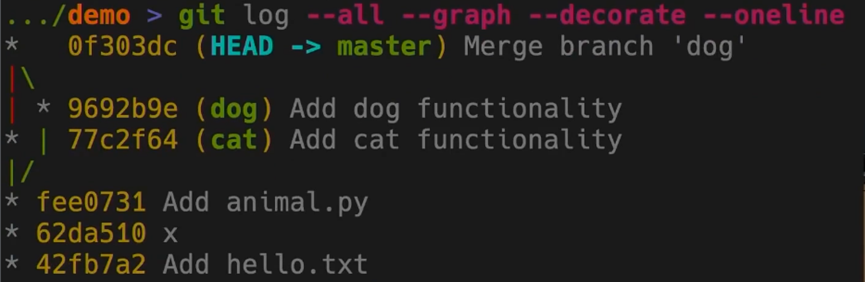 .../demo > git log --all --graph --decorate --oneline
*   0f303dc (HEAD -> master) Merge branch 'dog'
|\
| * 9692b9e (dog) Add dog functionality
* | 77c2f64 (cat) Add cat functionality
|/
* fee0731 Add animal.py
* 62da510 x
* 42fb7a2 Add hello.txt